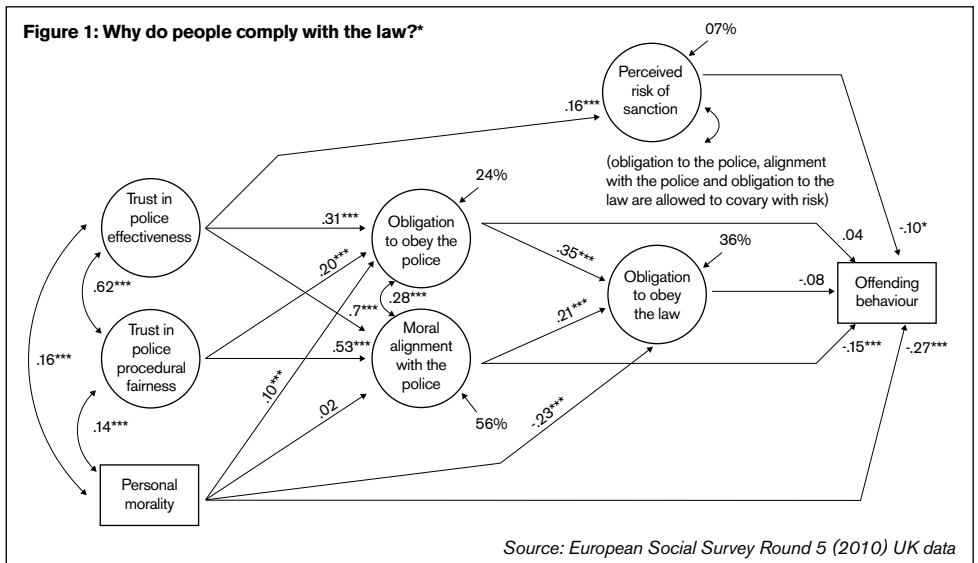 Figure 1: Why do people comply with the law?*
07%
Perceived
risk of
sanction
.16***
(obligation to the police, alignment
with the police and obligation to the
law are allowed to covary with risk)
24%
Trust in
police
effectiveness
.31***
Obligation
to obey the
police
.04
-.10*
36%
.20***
.35***
Obligation
to obey
the law
-.08
Offending
behaviour
.62***
.7***
.28***
.21***
Trust in
police
procedural
fairness
.53***
Moral
alignment
with the
police
-.15***
-.27***
.16***
.10***
.02
-.23***
56%
.14***
Personal
morality
Source: European Social Survey Round 5 (2010) UK data